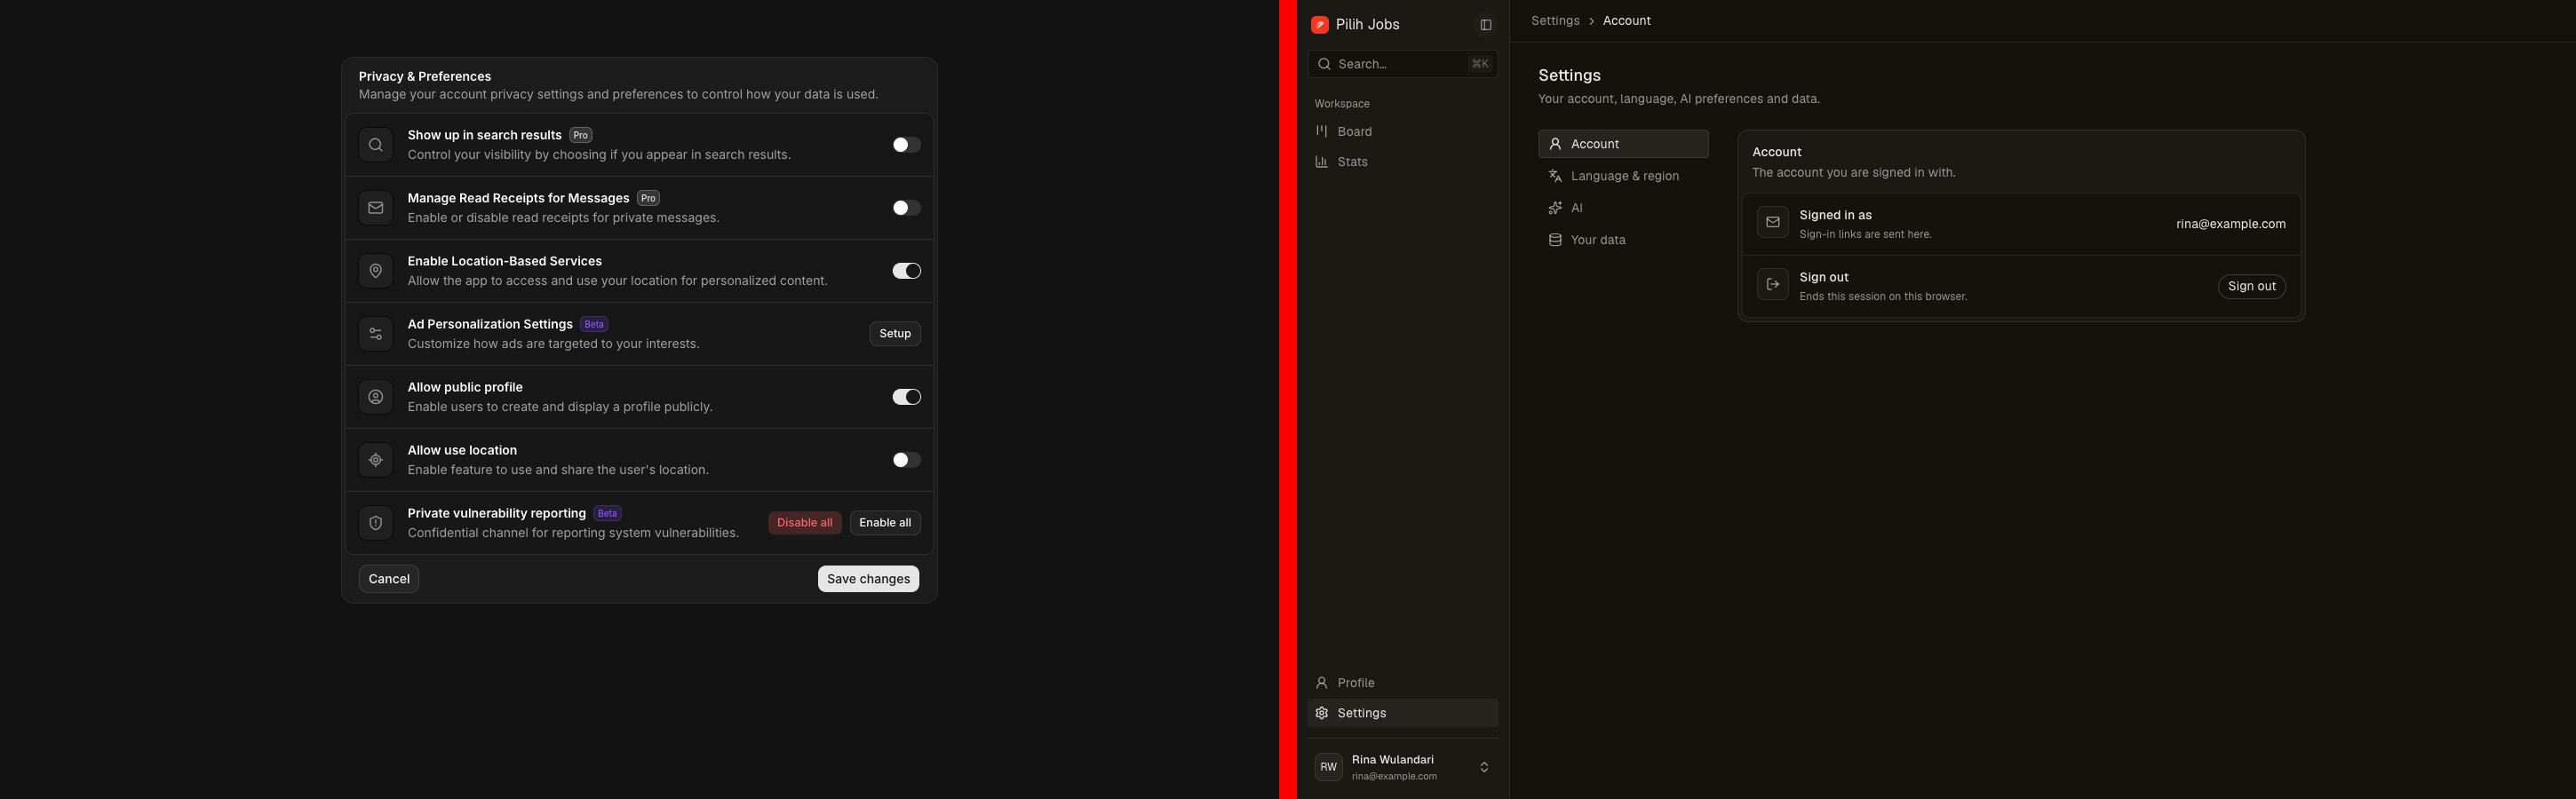 Privacy & Preferences
Manage your account privacy settings and preferences to control how your data is used.
Show up in search results Pro
Control your visibility by choosing if you appear in search results.
Manage Read Receipts for Messages Pro
Enable or disable read receipts for private messages.
Enable Location-Based Services
Allow the app to access and use your location for personalized content.
Ad Personalization Settings Beta
Customize how ads are targeted to your interests.
Setup
Allow public profile
Enable users to create and display a profile publicly.
Allow use location
Enable feature to use and share the user's location.
Private vulnerability reporting Beta
Confidential channel for reporting system vulnerabilities.
Disable all Enable all
Cancel Save changes
Pilih Jobs
Search... ⌘K
Workspace
Board
Stats
Profile
Settings
RW
Rina Wulandari
rina@example.com
Settings > Account
Settings
Your account, language, AI preferences and data.
Account
Language & region
AI
Your data
Account
The account you are signed in with.
Signed in as
Sign-in links are sent here.
rina@example.com
Sign out
Ends this session on this browser.
Sign out